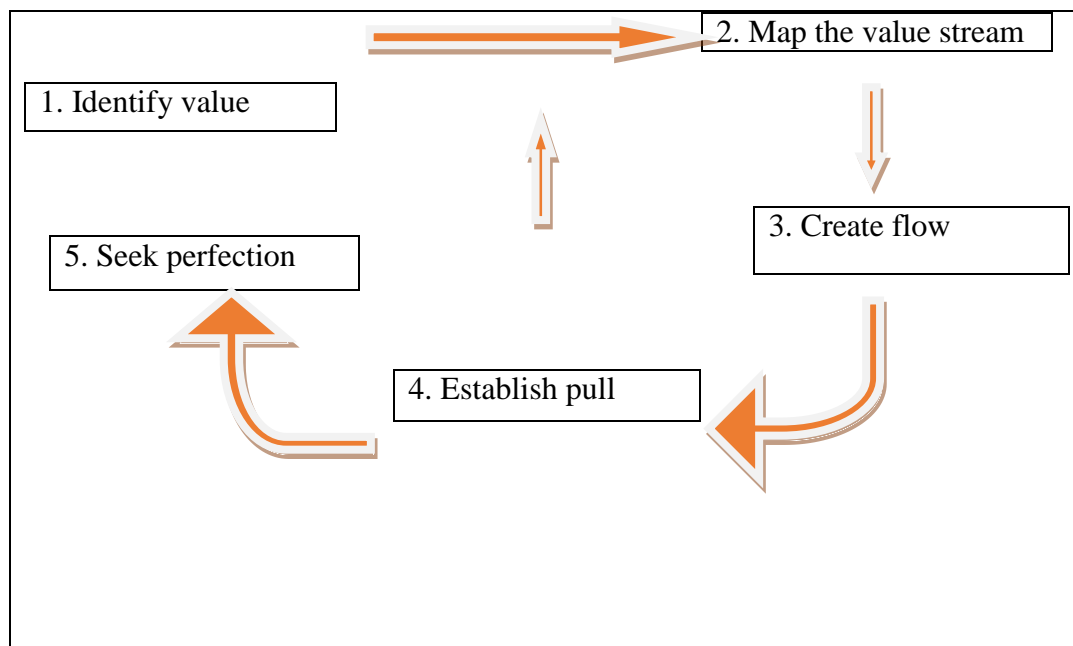 1. Identify value
2. Map the value stream
3. Create flow
4. Establish pull
5. Seek perfection